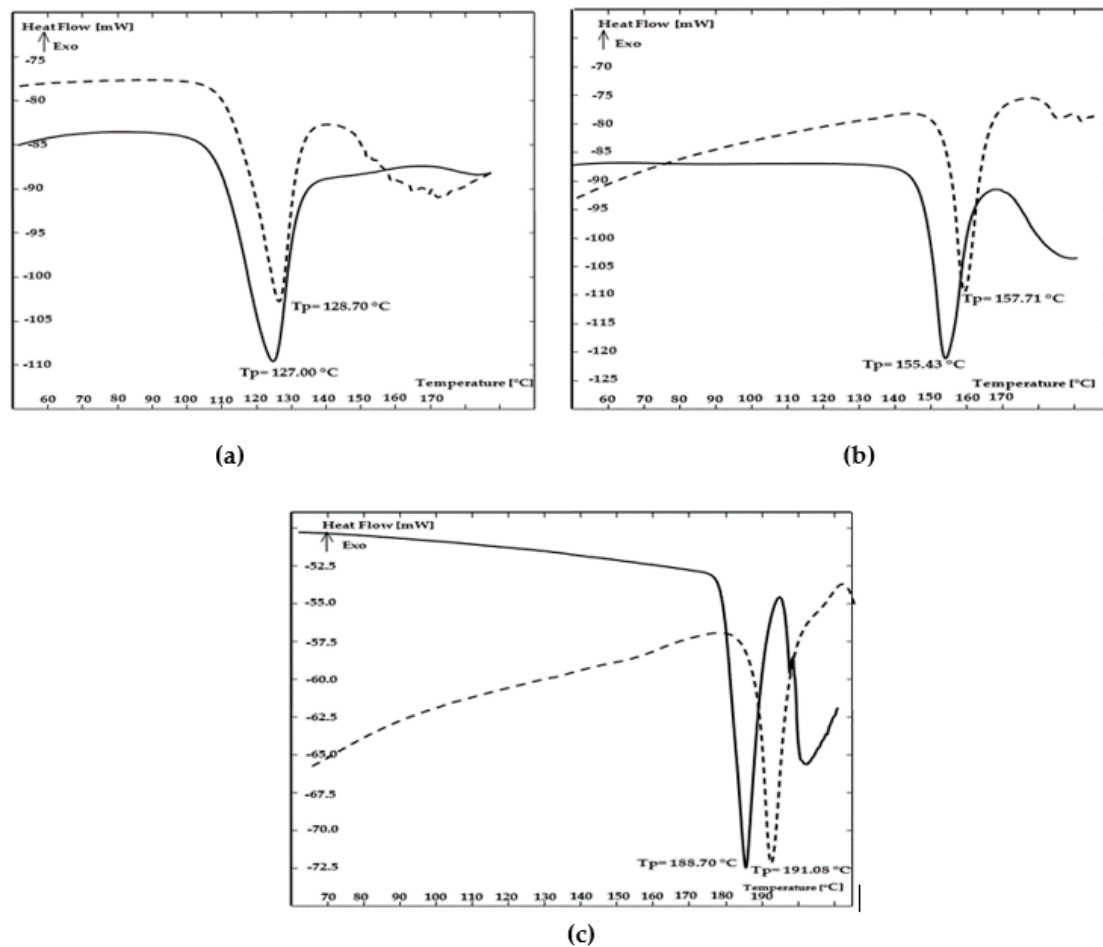 Heat Flow [mW]
Exo
-75
-80
-85
-90
-95
-100
-105
-110
Tp= 128.70 °C
Tp= 127.00 °C
Temperature [°C]
60 70 80 90 100 110 120 130 140 150 160 170
(a)
Heat Flow [mW]
Exo
-70
-75
-80
-85
-90
-95
-100
-105
-110
-115
-120
-125
Tp= 157.71 °C
Tp= 155.43 °C
Temperature [°C]
60 70 80 90 100 110 120 130 140 150 160 170
(b)
Heat Flow [mW]
Exo
-52.5
-55.0
-57.5
-60.0
-62.5
-65.0
-67.5
-70.0
-72.5
Tp= 188.70 °C
Tp= 191.08 °C
Temperature [°C]
70 80 90 100 110 120 130 140 150 160 170 180 190
(c)